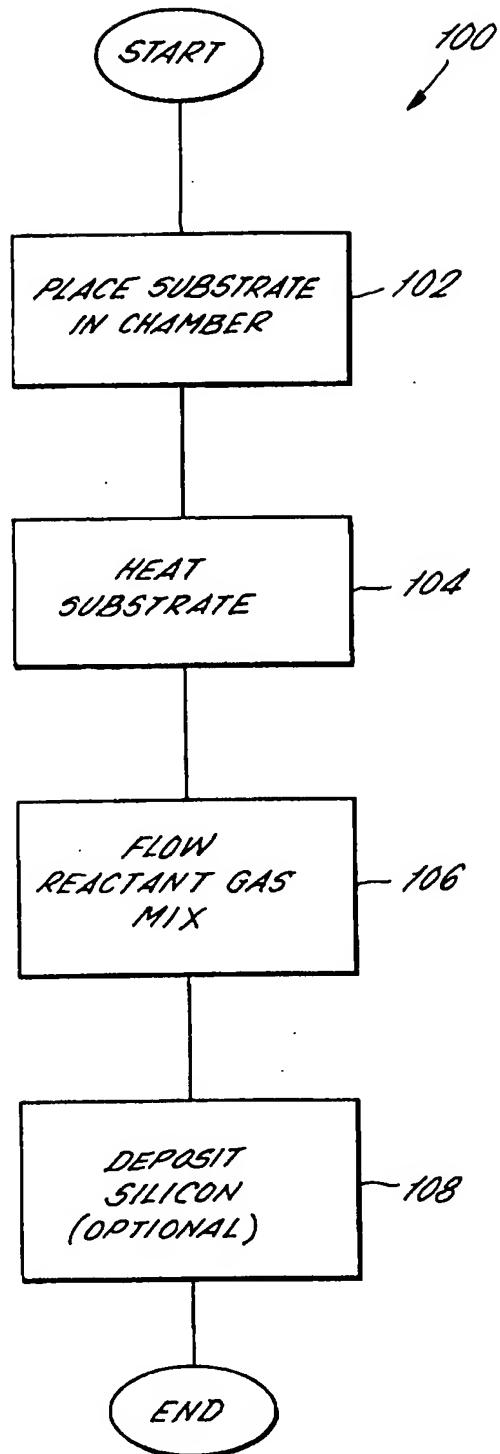 START
100
PLACE SUBSTRATE
IN CHAMBER
102
HEAT
SUBSTRATE
104
FLOW
REACTANT GAS
MIX
106
DEPOSIT
SILICON
(OPTIONAL)
108
END